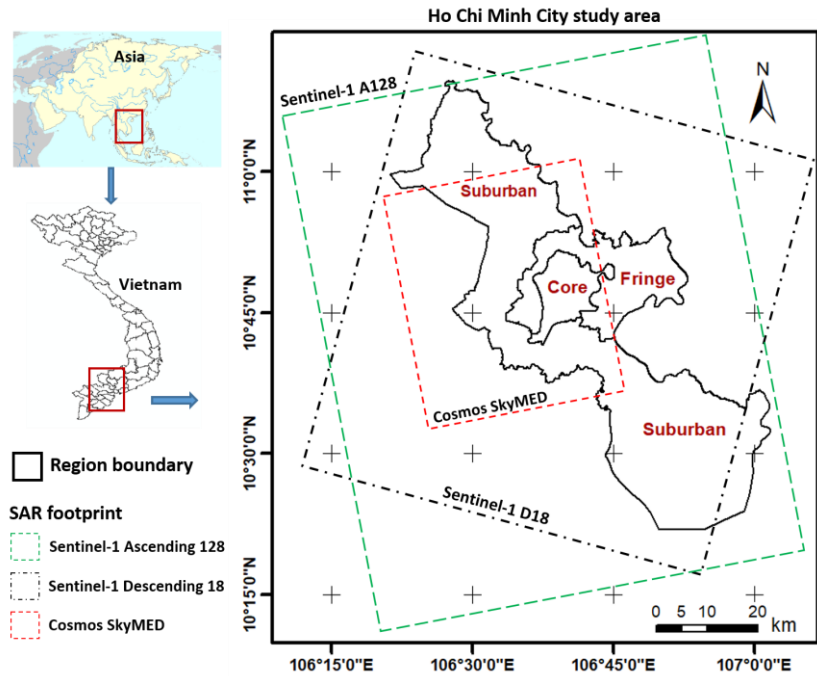 Ho Chi Minh City study area
Asia
Vietnam
Region boundary
SAR footprint
Sentinel-1 Ascending 128
Sentinel-1 Descending 18
Cosmos SkyMED
Sentinel-1 A128
N
Suburban
Core
Fringe
Cosmos SkyMED
Suburban
Sentinel-1 D18
11°0'0"N
10°45'0"N
10°30'0"N
10°15'0"N
0 5 10 20
km
106°15'0"E 106°30'0"E 106°45'0"E 107°0'0"E